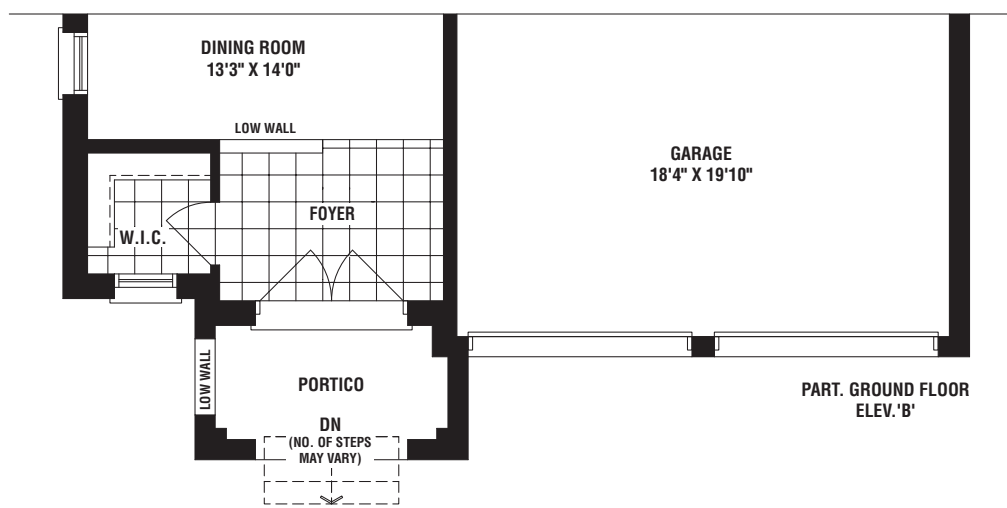 DINING ROOM
13'3" X 14'0"
LOW WALL
GARAGE
18'4" X 19'10"
FOYER
W.I.C.
LOW WALL
PORTICO
DN
(NO. OF STEPS
MAY VARY)
PART. GROUND FLOOR
ELEV.'B'